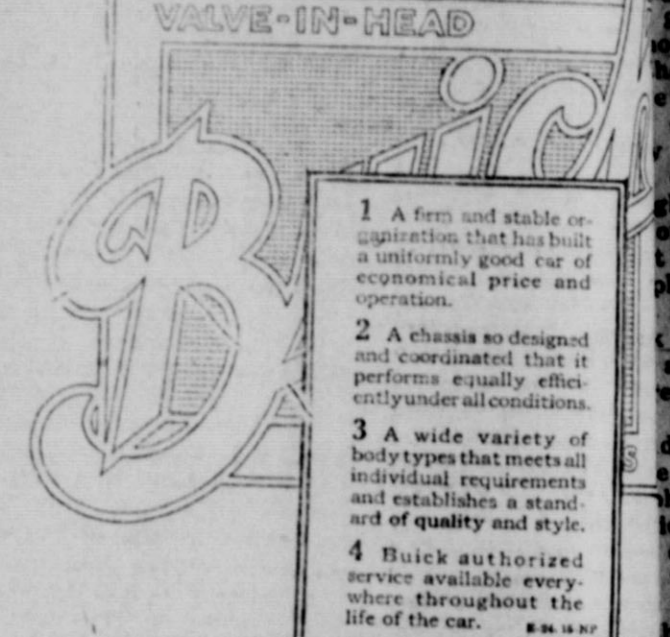 VALVE-IN-HEAD
Buick
1 A firm and stable or-
ganization that has built
a uniformly good car of
economical price and
operation.
2 A chassis so designed
and coordinated that it
performs equally effici-
ently under all conditions.
3 A wide variety of
body types that meets all
individual requirements
and establishes a stand-
ard of quality and style.
4 Buick authorized
service available every-
where throughout the
life of the car.
S